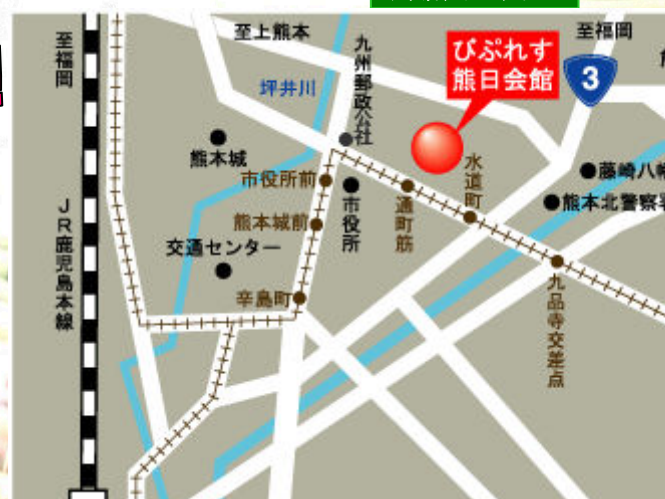 至福岡
至上熊本
九州郵政公社
びぷれす
熊日会館
至福岡
3
坪井川
熊本城
市役所前
水道町
藤崎八
熊本城前
市役所
通町筋
熊本北警察
JR鹿児島本線
交通センター
辛島町
九品寺交差点